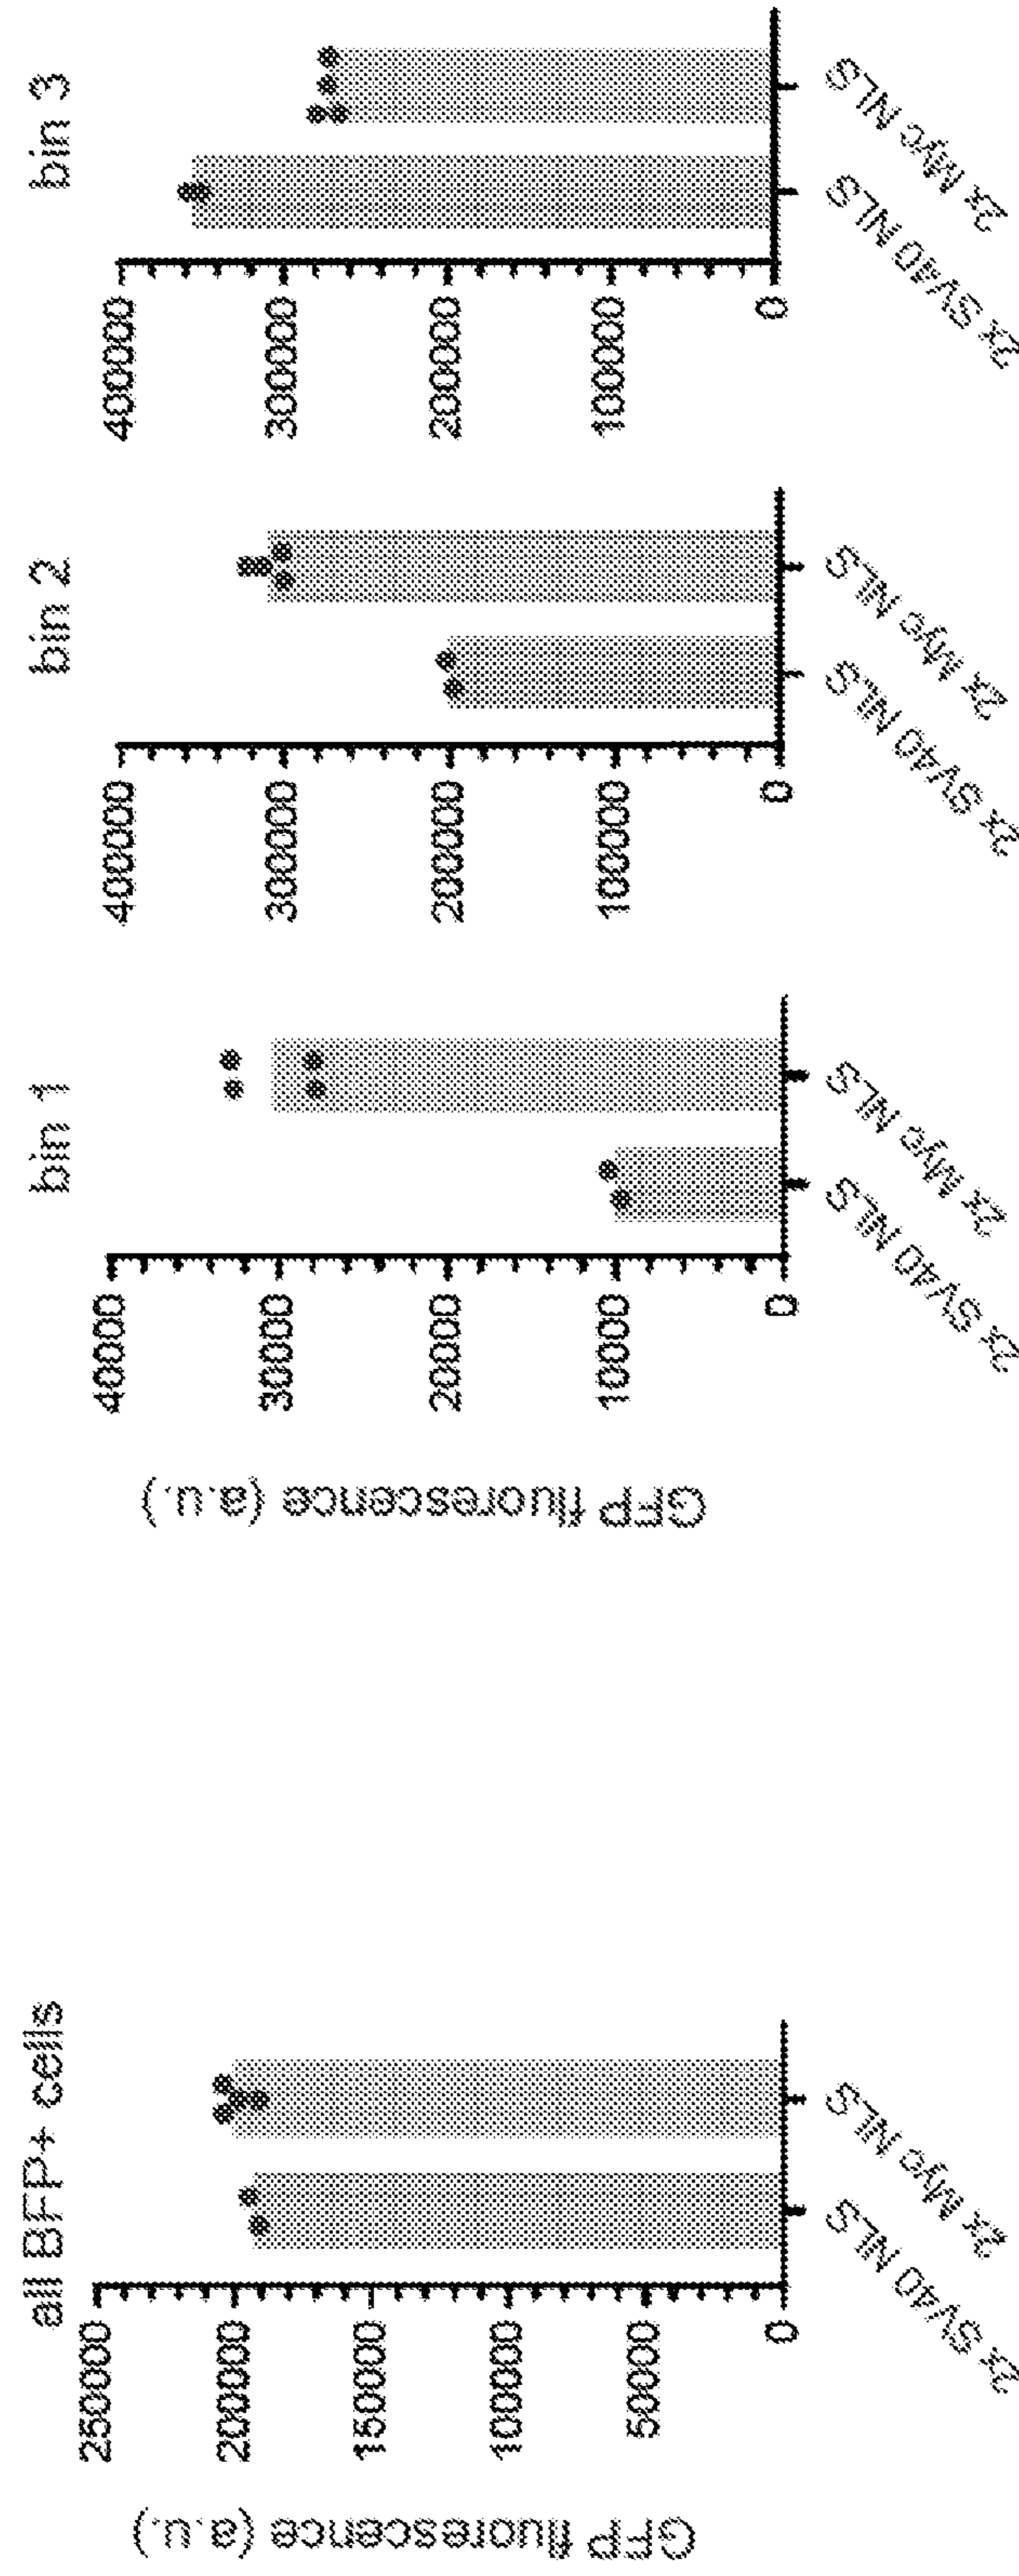 all BFP+ cells
GFP fluorescence (a.u.)
250000
200000
150000
100000
50000
0
2x SV40 NLS
2x Myc NLS
bin 1
GFP fluorescence (a.u.)
40000
30000
20000
10000
0
2x SV40 NLS
2x Myc NLS
bin 2
400000
300000
200000
100000
0
2x SV40 NLS
2x Myc NLS
bin 3
400000
300000
200000
100000
0
2x SV40 NLS
2x Myc NLS